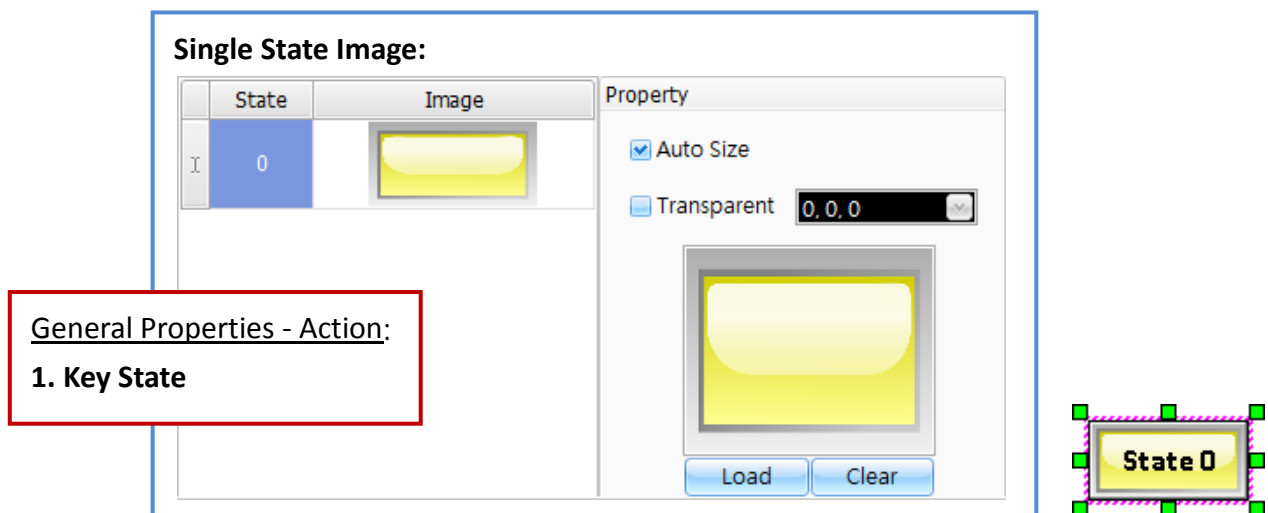 Single State Image:
State Image
0
Property
Auto Size
Transparent 0, 0, 0
Load Clear
General Properties - Action:
1. Key State
State 0